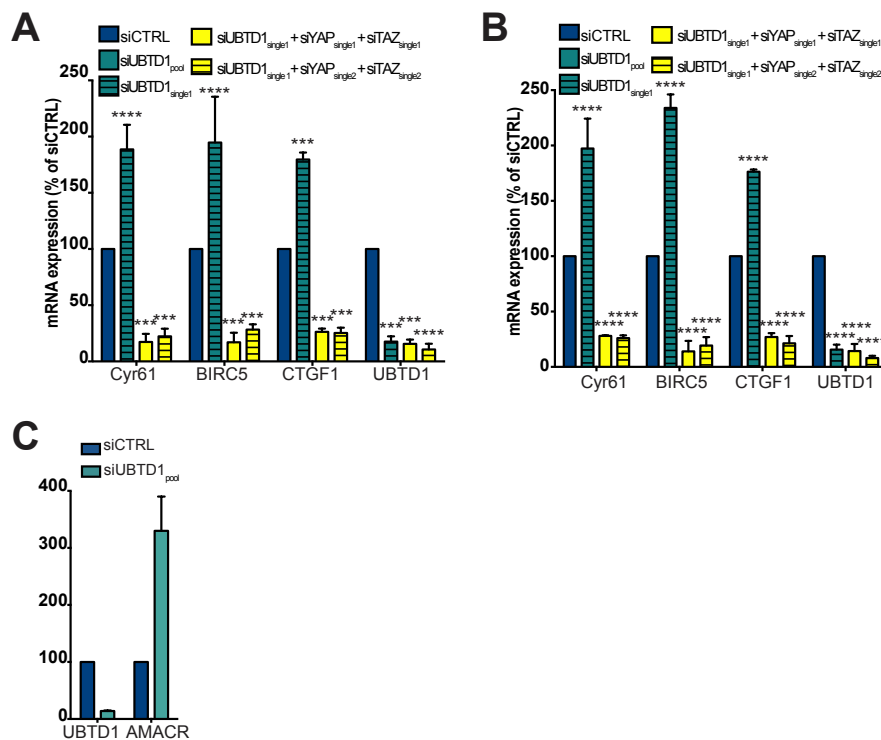 A
siCTRL
siUBTD1pool
siUBTD1single1
siUBTD1single1+siYAPsingle1+siTAZsingle1
siUBTD1single1+siYAPsingle2+siTAZsingle2
mRNA expression (% of siCTRL)
250
200
150
100
50
0
**** **** ***
*** *** *** *** *** *** *** *** ****
Cyr61 BIRC5 CTGF1 UBTD1
B
siCTRL
siUBTD1pool
siUBTD1single1
siUBTD1single1+siYAPsingle1+siTAZsingle1
siUBTD1single1+siYAPsingle2+siTAZsingle2
mRNA expression (% of siCTRL)
250
200
150
100
50
0
**** **** ****
**** **** **** **** **** **** **** **** ****
Cyr61 BIRC5 CTGF1 UBTD1
C
siCTRL
siUBTD1pool
400
300
200
100
0
UBTD1 AMACR